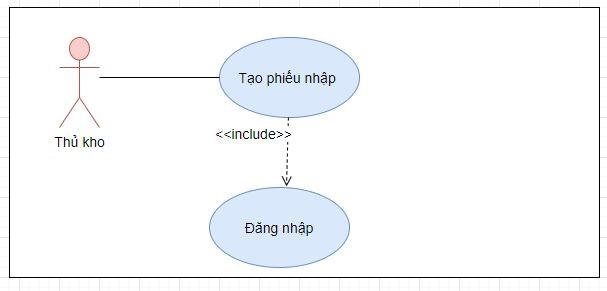 Tạo phiếu nhập
<<include>>
Thủ kho
Đăng nhập